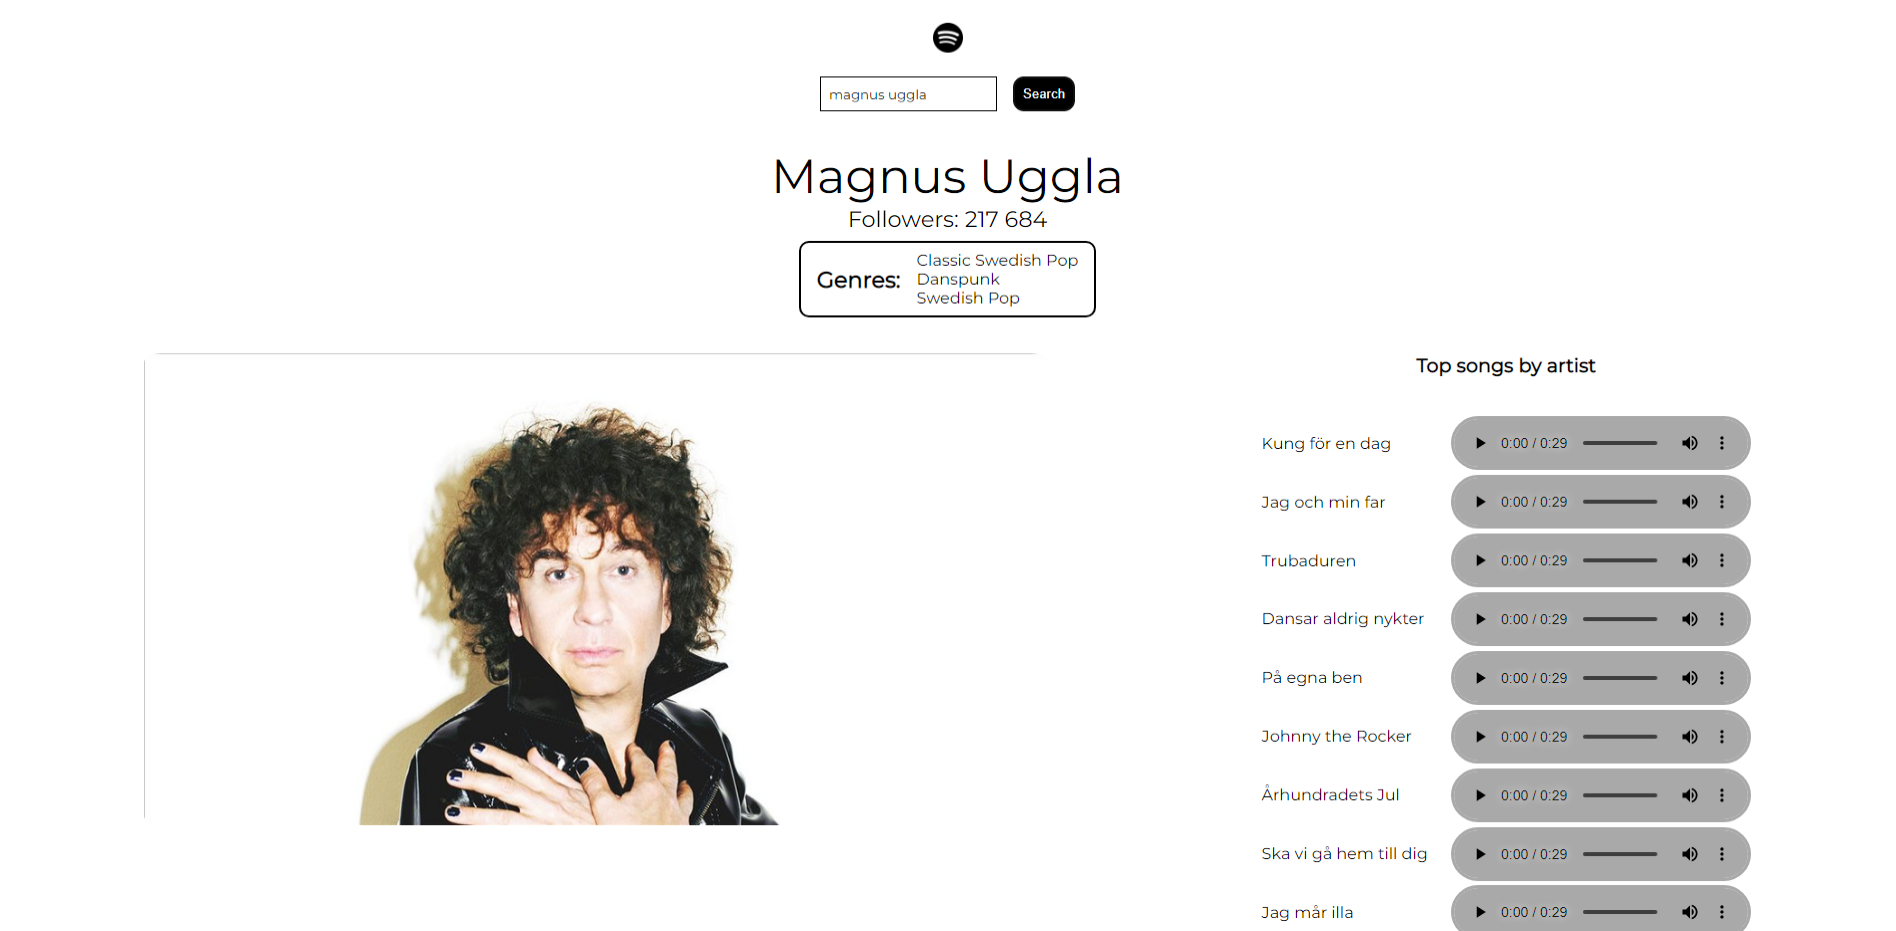 magnus uggla
Search
Magnus Uggla
Followers: 217 684
Genres:
Classic Swedish Pop
Danspunk
Swedish Pop
Top songs by artist
Kung för en dag
0:00 / 0:29
Jag och min far
0:00 / 0:29
Trubaduren
0:00 / 0:29
Dansar aldrig nykter
0:00 / 0:29
På egna ben
0:00 / 0:29
Johnny the Rocker
0:00 / 0:29
Århundradets Jul
0:00 / 0:29
Ska vi gå hem till dig
0:00 / 0:29
Jag mår illa
0:00 / 0:29